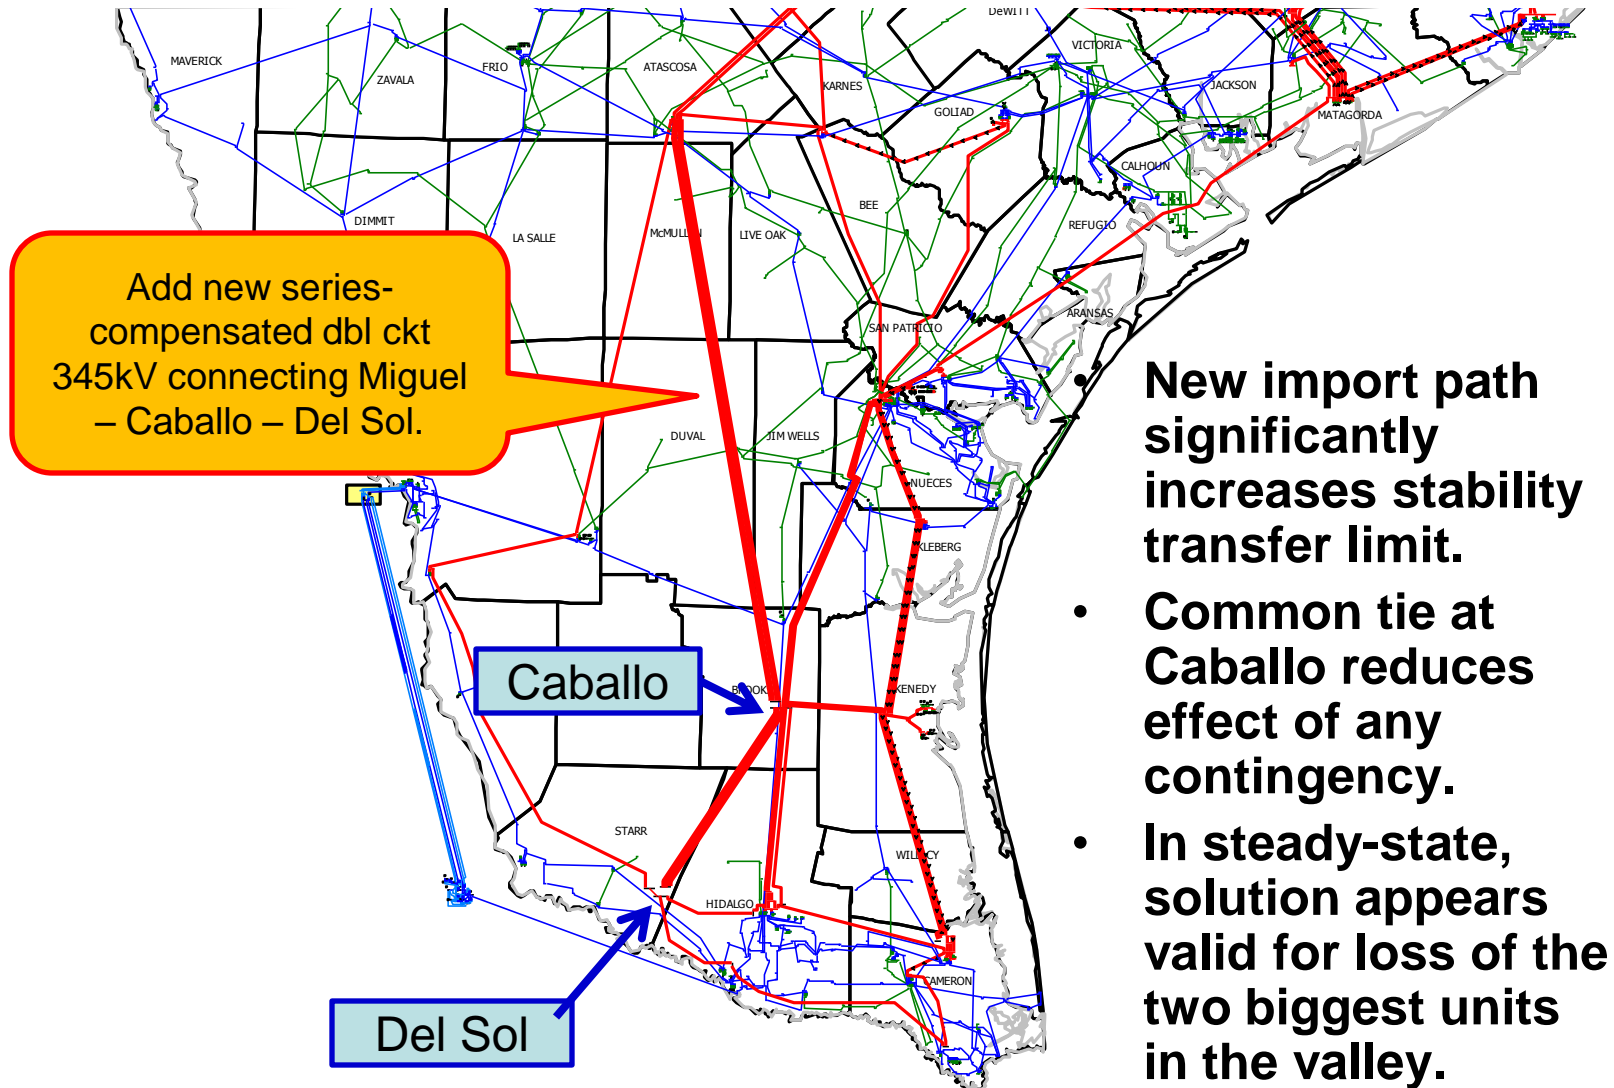 DeWITT
MAVERICK
ZAVALA
FRIO
ATASCOSA
KARNES
VICTORIA
GOLIAD
JACKSON
MATAGORDA
CALHOUN
BEE
REFUGIO
DIMMIT
LA SALLE
McMULLEN
LIVE OAK
ARANSAS
SAN PATRICIO
Add new series-
compensated dbl ckt
345kV connecting Miguel
– Caballo – Del Sol.
DUVAL
JIM WELLS
NUECES
KLEBERG
Caballo
BROOKS
KENEDY
STARR
HIDALGO
WILLACY
CAMERON
Del Sol
• New import path
significantly
increases stability
transfer limit.
• Common tie at
Caballo reduces
effect of any
contingency.
• In steady-state,
solution appears
valid for loss of the
two biggest units
in the valley.